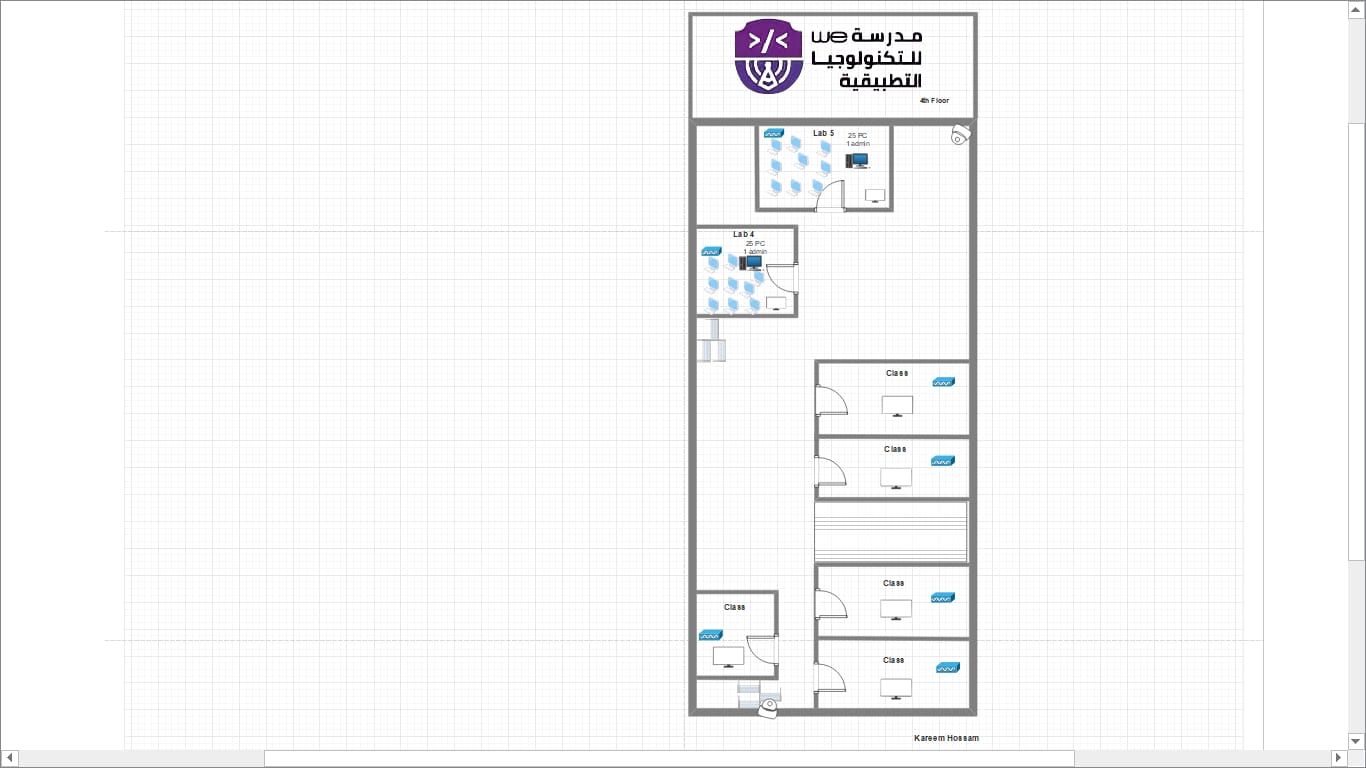 مدرسة we
للتكنولوجيا
التطبيقية
4th Floor
Lab 5
25 PC
1 admin
Lab 4
25 PC
1 admin
Class
Class
Class
Class
Class
Kareem Hossam